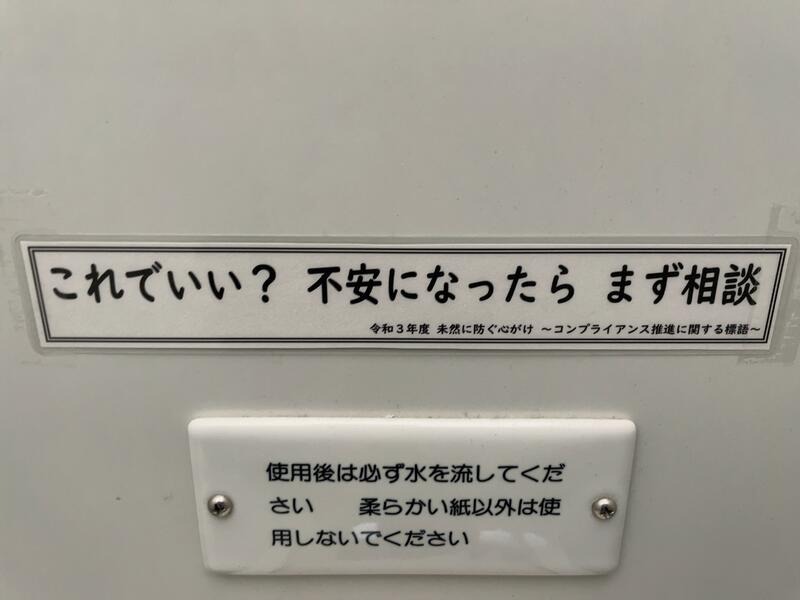 これでいい？ 不安になったら まず相談
令和３年度 未然に防ぐ心がけ ～コンプライアンス推進に関する標語～
使用後は必ず水を流してくだ
さい　柔らかい紙以外は使
用しないでください